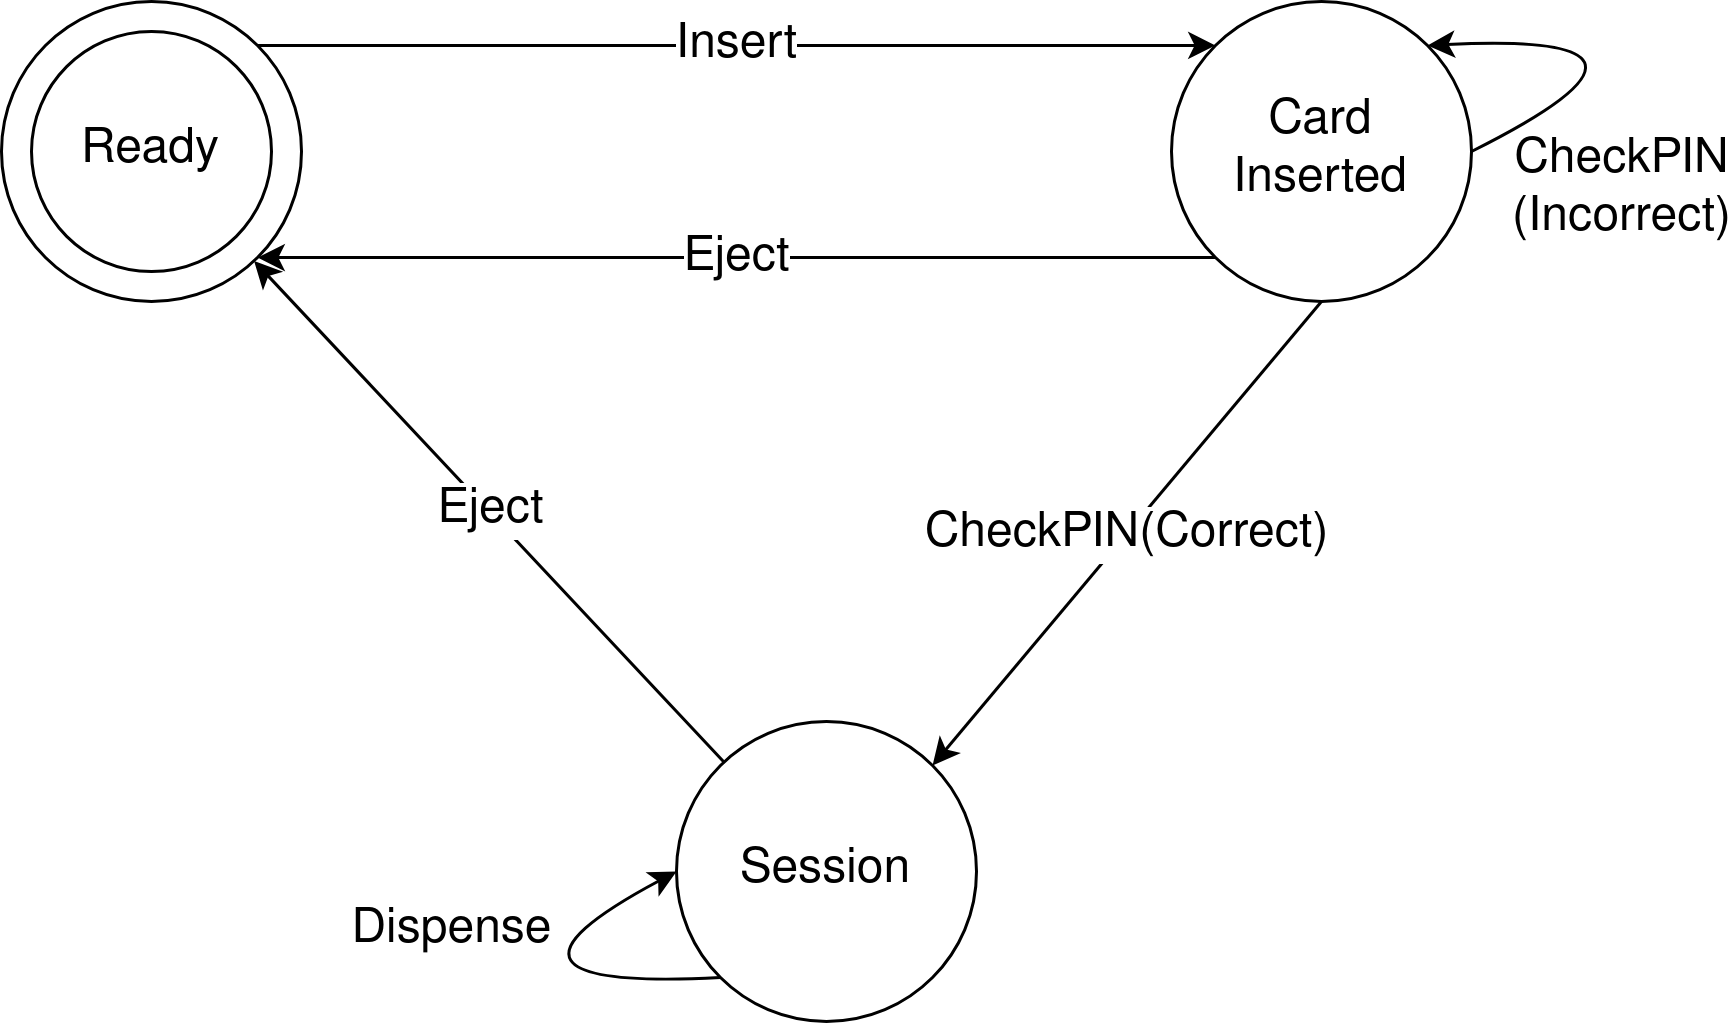 Insert
Ready
Card
Inserted
CheckPIN
(Incorrect)
Eject
Eject
CheckPIN(Correct)
Session
Dispense